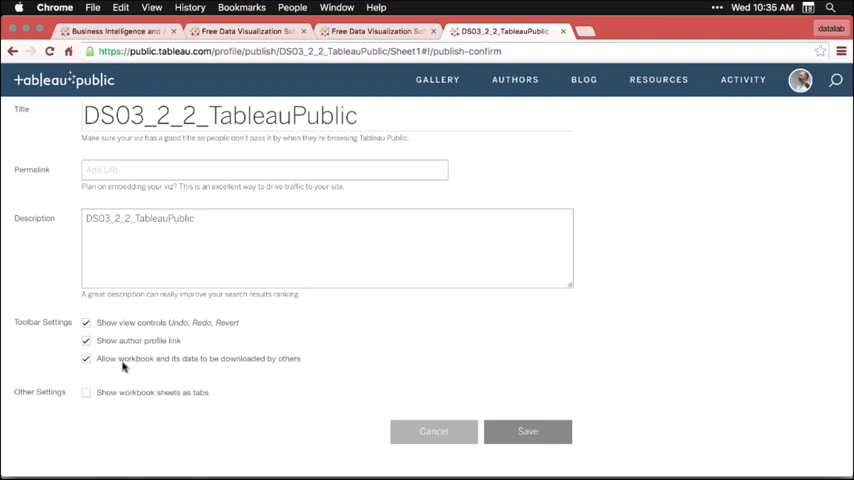 Chrome File Edit View History Bookmarks People Window Help ••• Wed 10:35 AM
Free Data Visualization Sof
Free Data Visualization Sof
DS03_2_2_TableauPublic
datalab
https://public.tableau.com/profile/publish/DS03_2_2_TableauPublic/Sheet1#!/publish-confirm
tableau public GALLERY AUTHORS BLOG RESOURCES ACTIVITY
Title DS03_2_2_TableauPublic
Make sure your viz has a good title so people don't pass it by when they're browsing Tableau Public.
Permalink Add URL
Plan on embedding your viz? This is an excellent way to drive traffic to your site.
Description DS03_2_2_TableauPublic
A great description can really improve your search results ranking.
Toolbar Settings Show view controls Undo, Redo, Revert
Show author profile link
Allow workbook and its data to be downloaded by others
Other Settings Show workbook sheets as tabs
Cancel Save